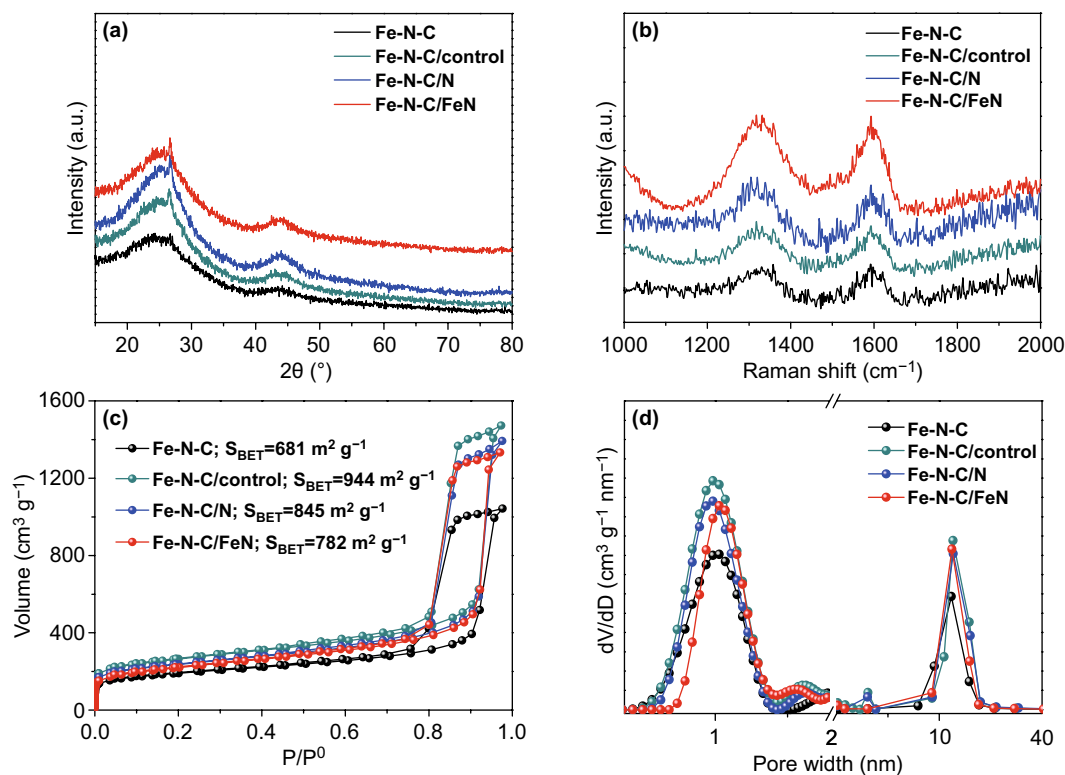 (a)
Fe-N-C
Fe-N-C/control
Fe-N-C/N
Fe-N-C/FeN
Intensity (a.u.)
20 30 40 50 60 70 80
2θ (°)
(b)
Fe-N-C
Fe-N-C/control
Fe-N-C/N
Fe-N-C/FeN
Intensity (a.u.)
1000 1200 1400 1600 1800 2000
Raman shift (cm⁻¹)
(c)
Fe-N-C; S_BET=681 m² g⁻¹
Fe-N-C/control; S_BET=944 m² g⁻¹
Fe-N-C/N; S_BET=845 m² g⁻¹
Fe-N-C/FeN; S_BET=782 m² g⁻¹
Volume (cm³ g⁻¹)
1600
1200
800
400
0
0.0 0.2 0.4 0.6 0.8 1.0
P/P⁰
(d)
Fe-N-C
Fe-N-C/control
Fe-N-C/N
Fe-N-C/FeN
dV/dD (cm³ g⁻¹ nm⁻¹)
1 2 10 40
Pore width (nm)